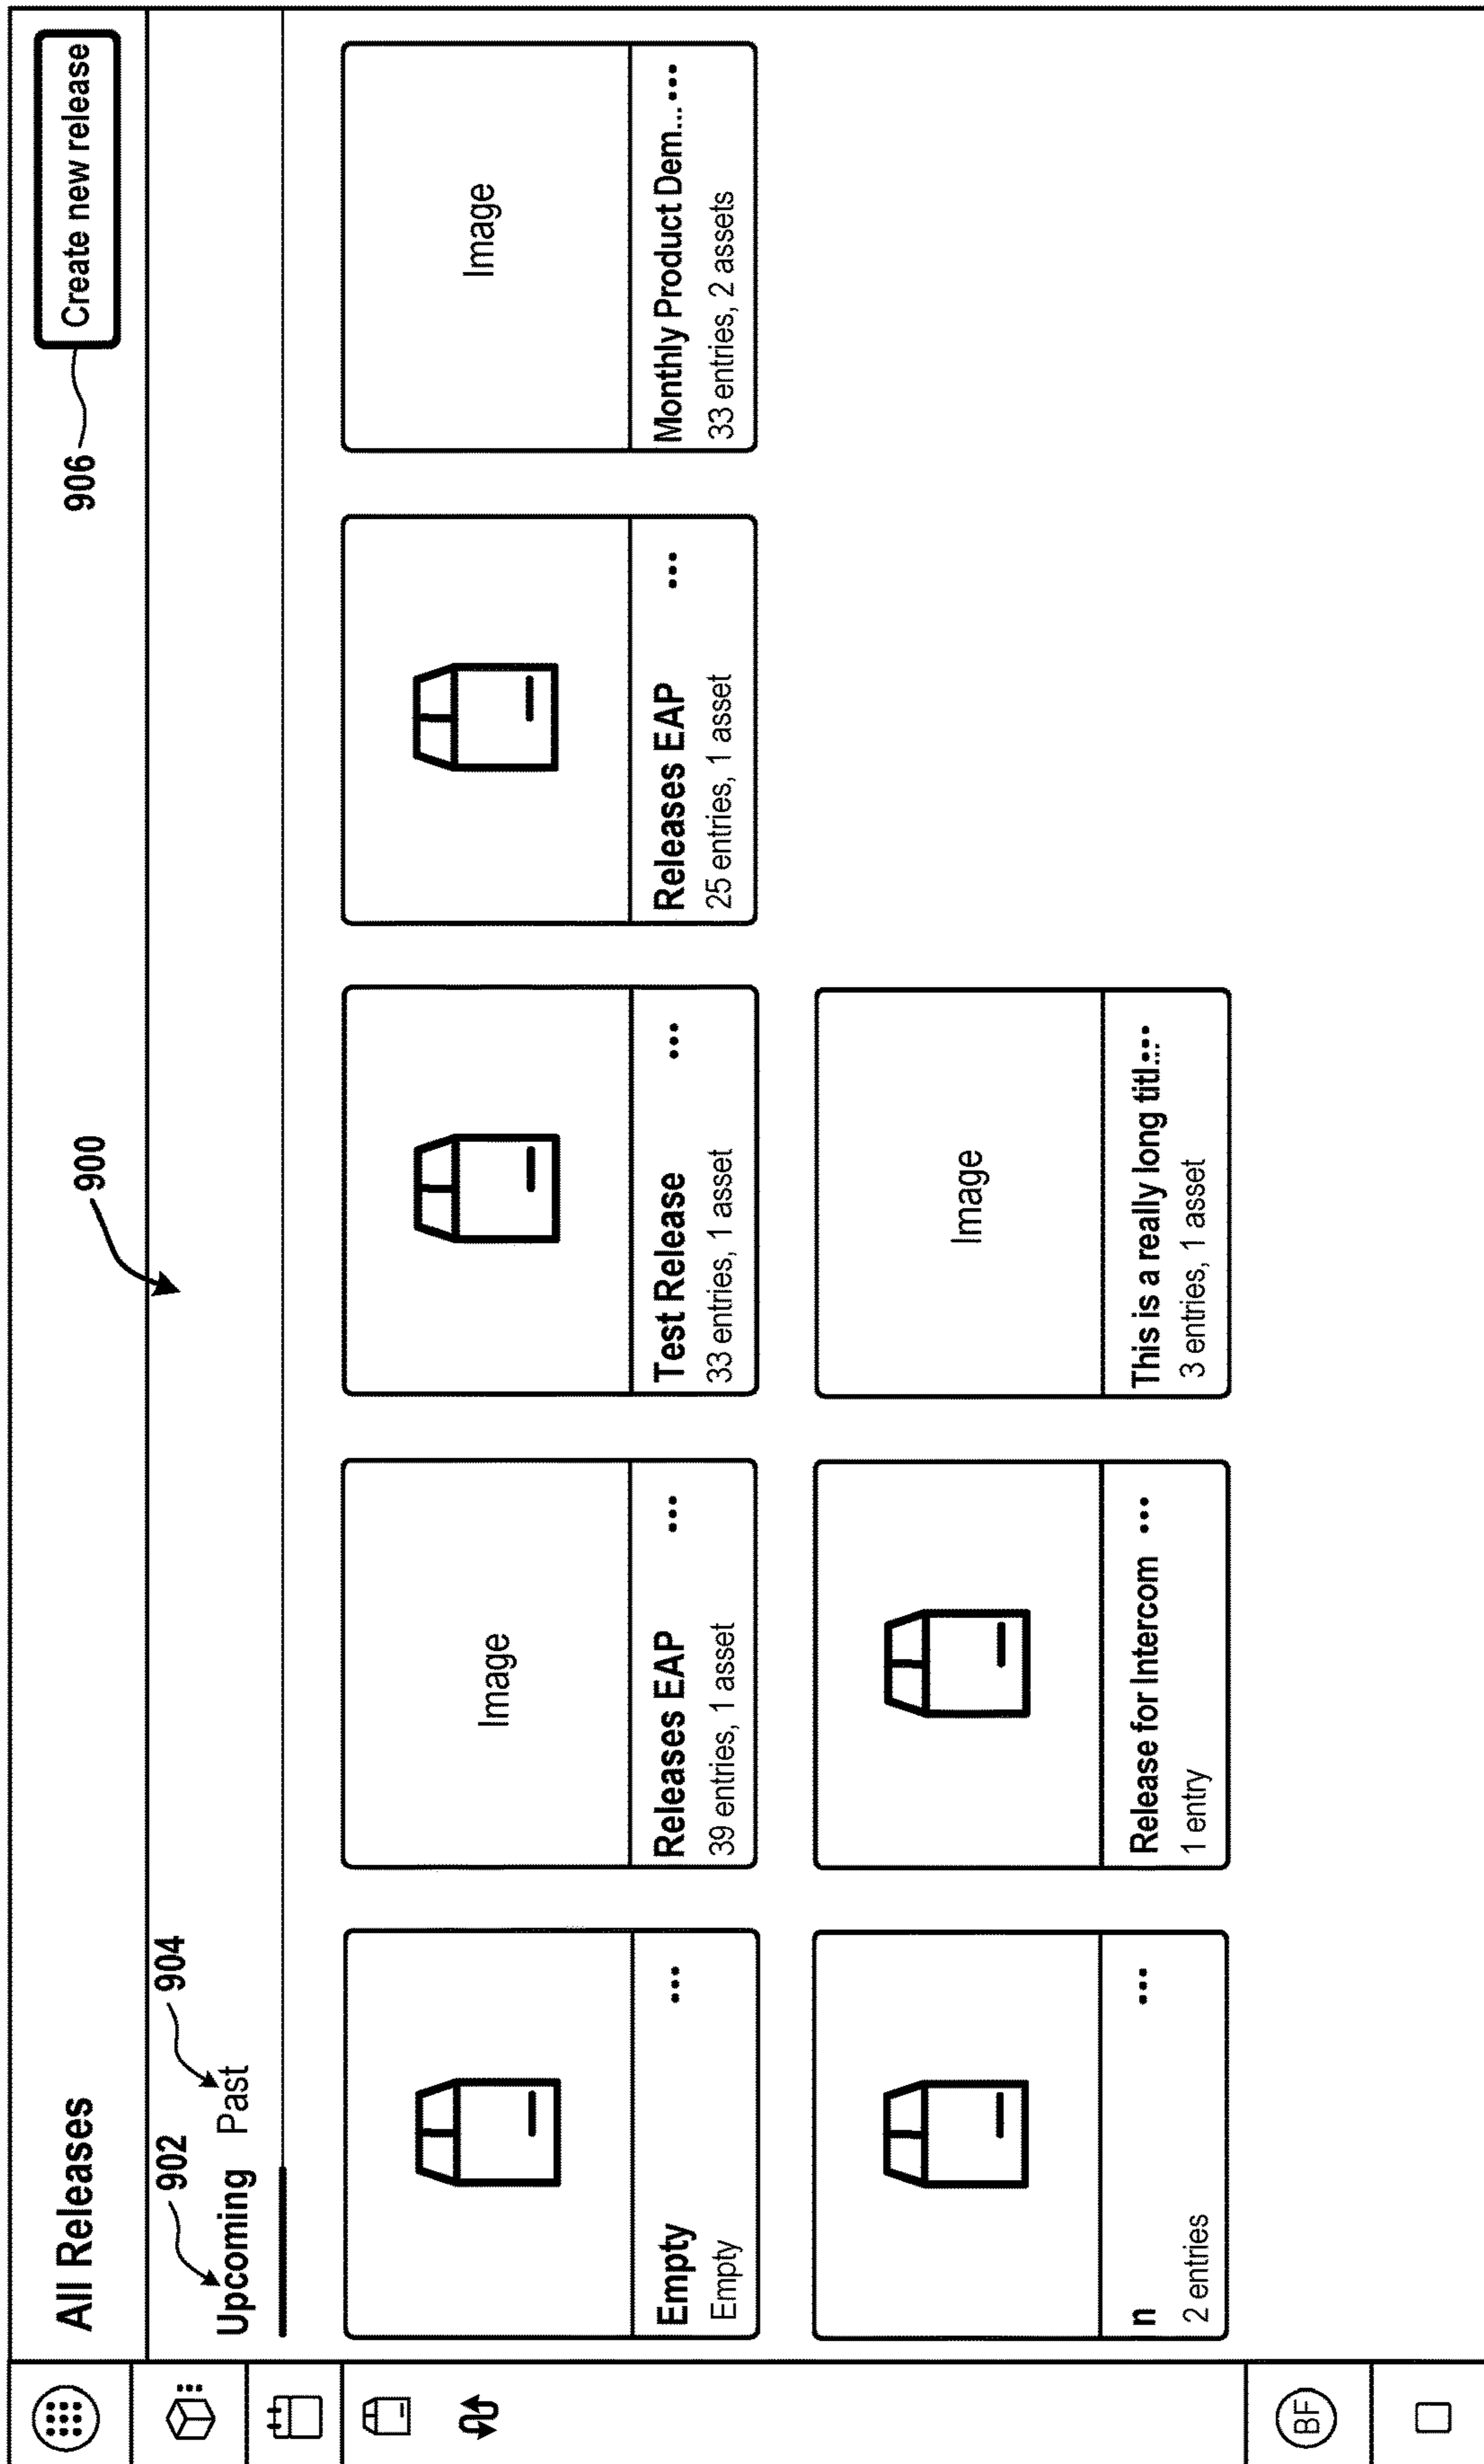 All Releases
906
Create new release
900
902
904
Upcoming Past
Empty
Empty
•••
Image
Releases EAP
•••
39 entries, 1 asset
Test Release
•••
33 entries, 1 asset
Releases EAP
•••
25 entries, 1 asset
Image
Monthly Product Dem... •••
33 entries, 2 assets
n
•••
2 entries
Release for Intercom •••
1 entry
Image
This is a really long titl... •••
3 entries, 1 asset
BF